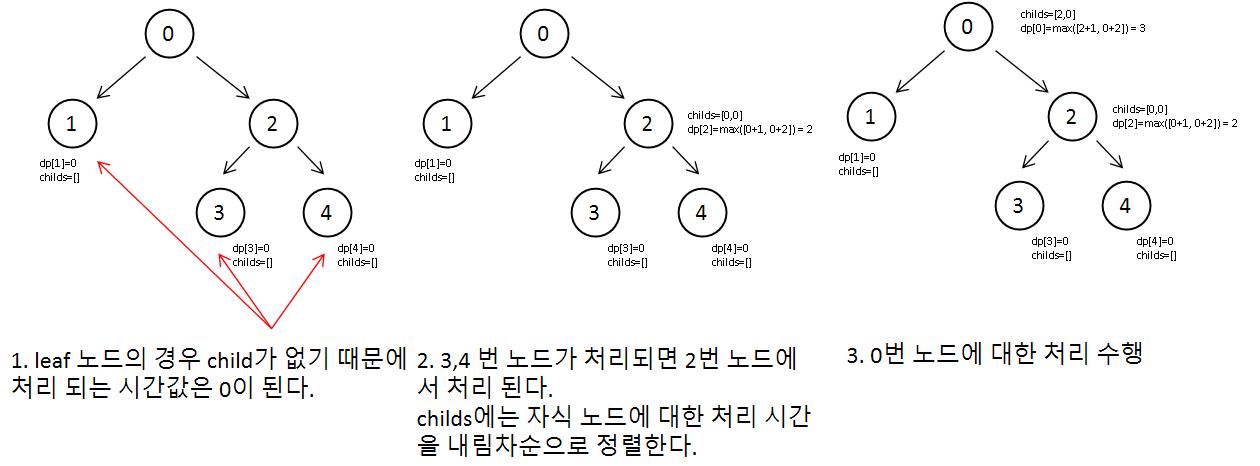 0
1
2
3
4
dp[1]=0
childs=[]
dp[3]=0
childs=[]
dp[4]=0
childs=[]
1. leaf 노드의 경우 child가 없기 때문에
처리 되는 시간값은 0이 된다.
0
1
2
childs=[0,0]
dp[2]=max([0+1, 0+2]) = 2
dp[1]=0
childs=[]
3
4
dp[3]=0
childs=[]
dp[4]=0
childs=[]
2. 3,4 번 노드가 처리되면 2번 노드에
서 처리 된다.
childs에는 자식 노드에 대한 처리 시간
을 내림차순으로 정렬한다.
0
childs=[2,0]
dp[0]=max([2+1, 0+2]) = 3
1
2
childs=[0,0]
dp[2]=max([0+1, 0+2]) = 2
dp[1]=0
childs=[]
3
4
dp[3]=0
childs=[]
dp[4]=0
childs=[]
3. 0번 노드에 대한 처리 수행